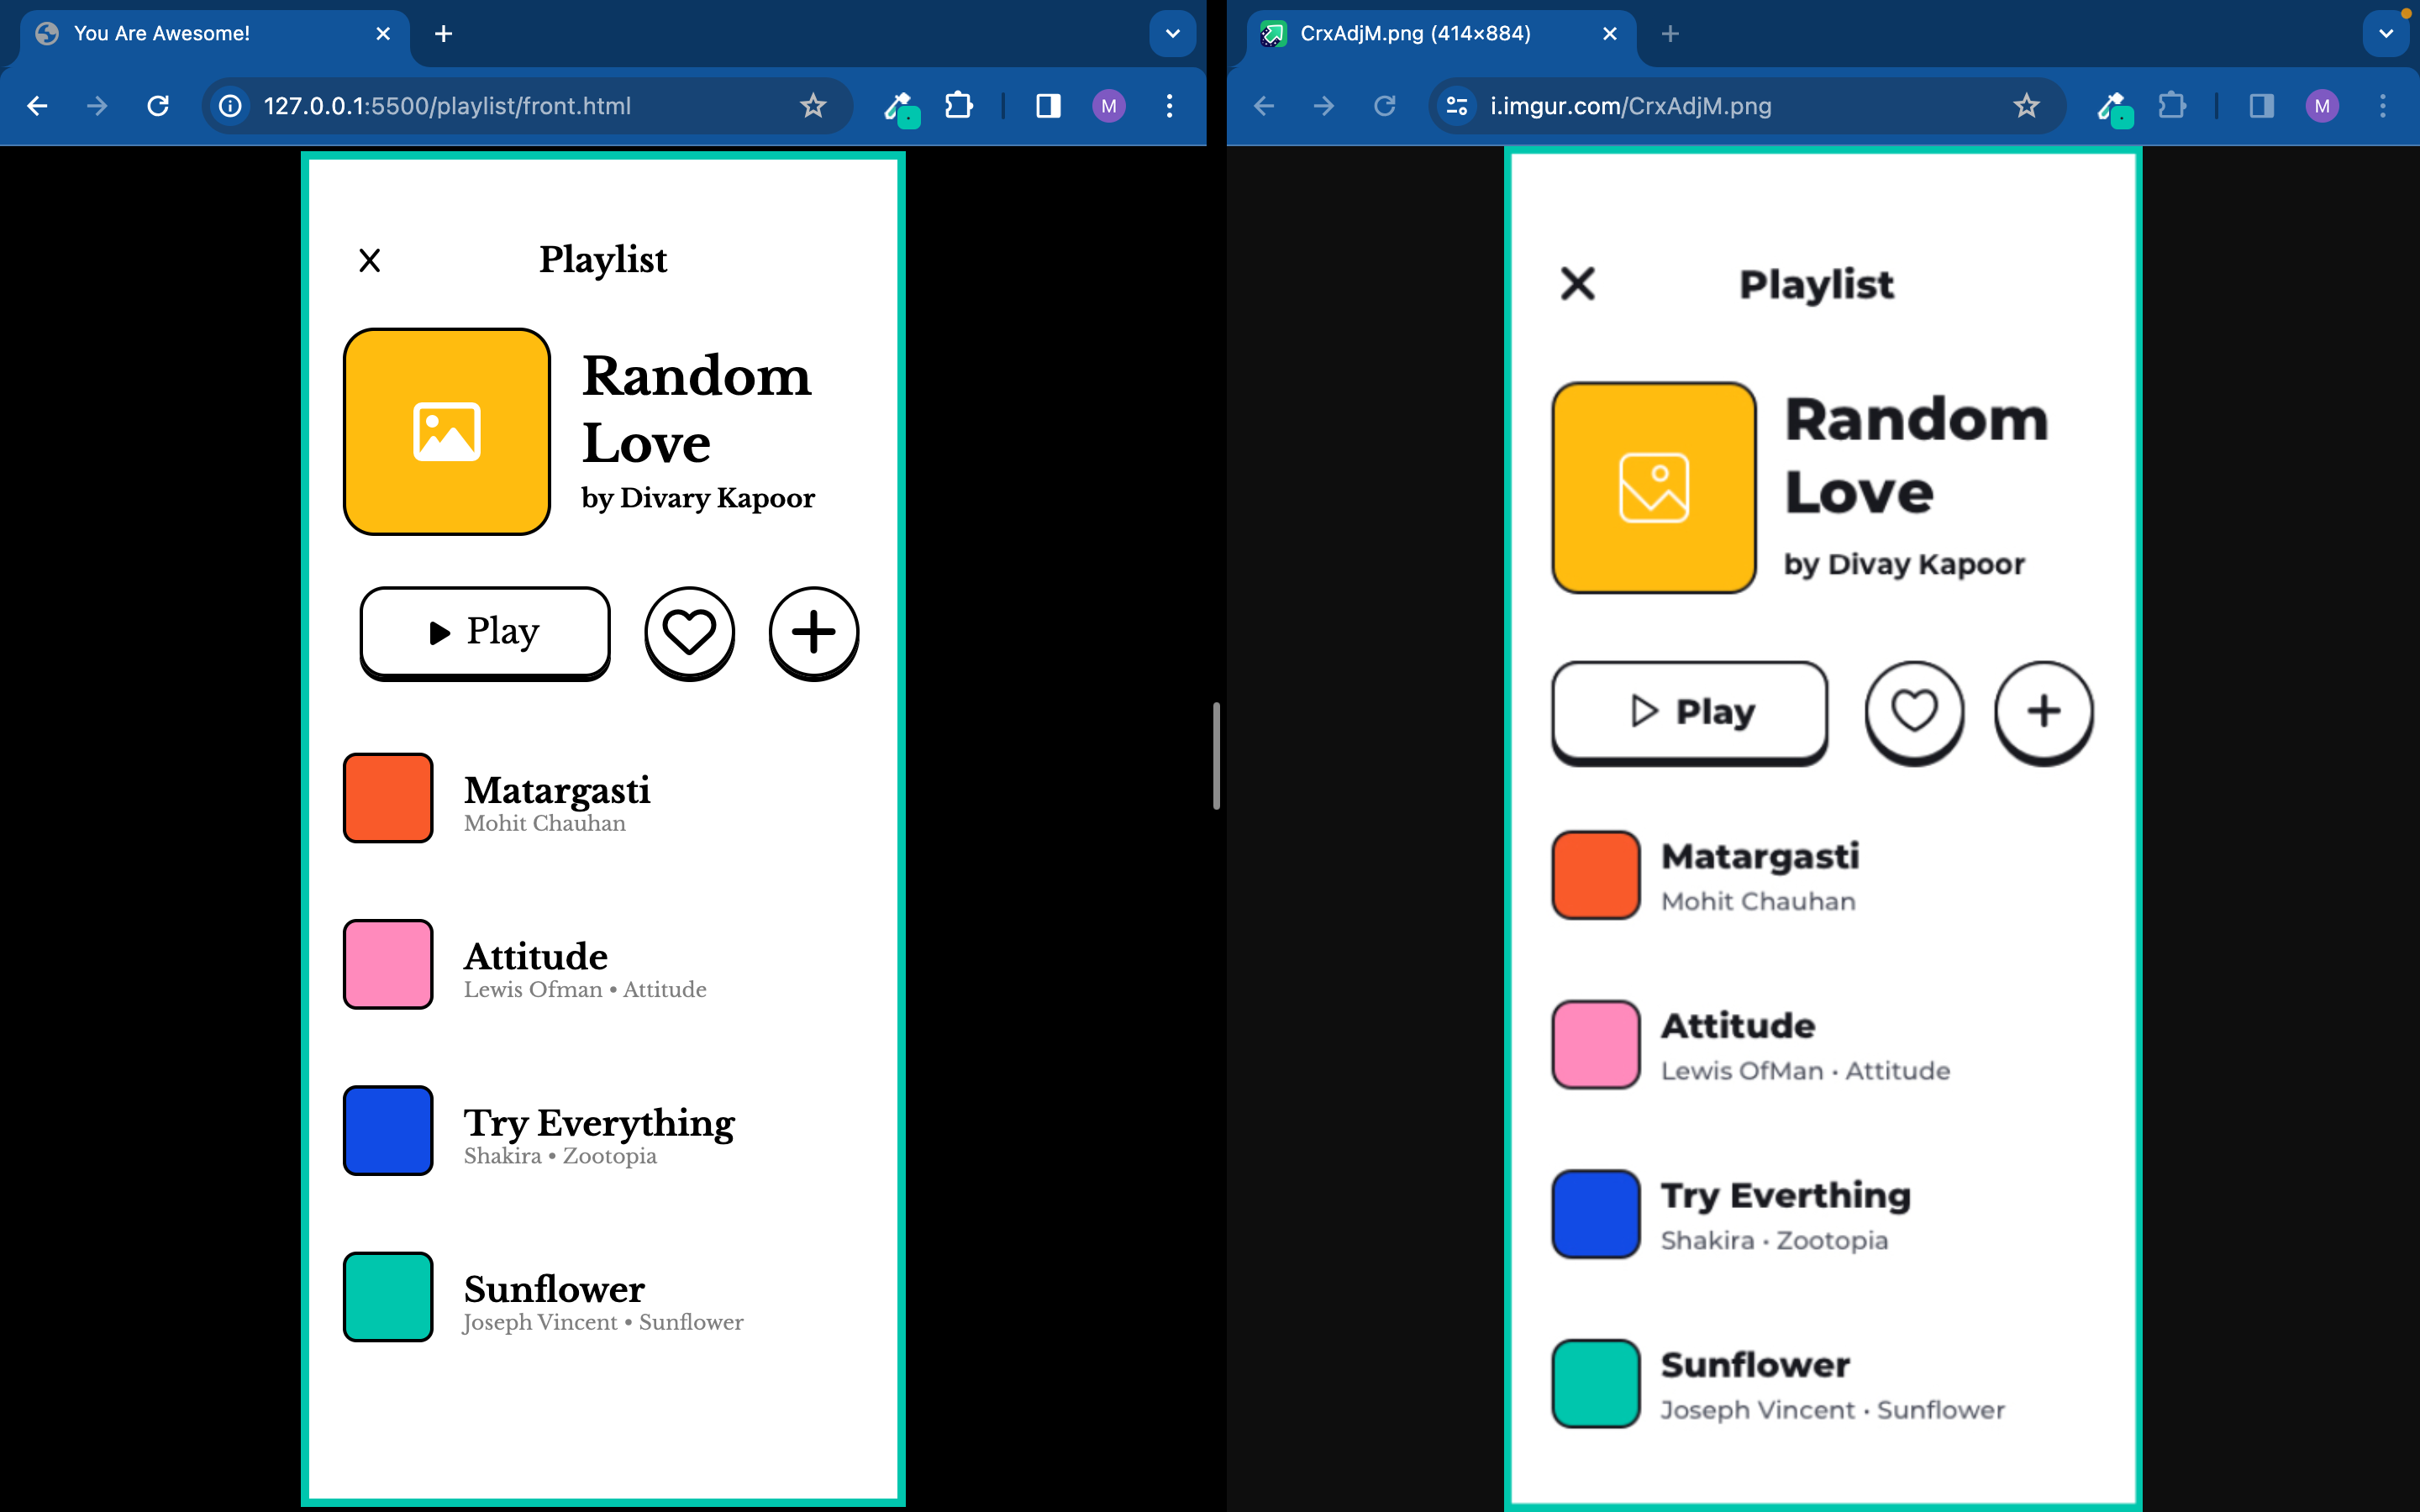 You Are Awesome!
127.0.0.1:5500/playlist/front.html
M
Playlist
Random
Love
by Divary Kapoor
Play
Matargasti
Mohit Chauhan
Attitude
Lewis Ofman • Attitude
Try Everything
Shakira • Zootopia
Sunflower
Joseph Vincent • Sunflower
CrxAdjM.png (414×884)
i.imgur.com/CrxAdjM.png
M
Playlist
Random
Love
by Divay Kapoor
Play
Matargasti
Mohit Chauhan
Attitude
Lewis OfMan • Attitude
Try Everthing
Shakira • Zootopia
Sunflower
Joseph Vincent • Sunflower